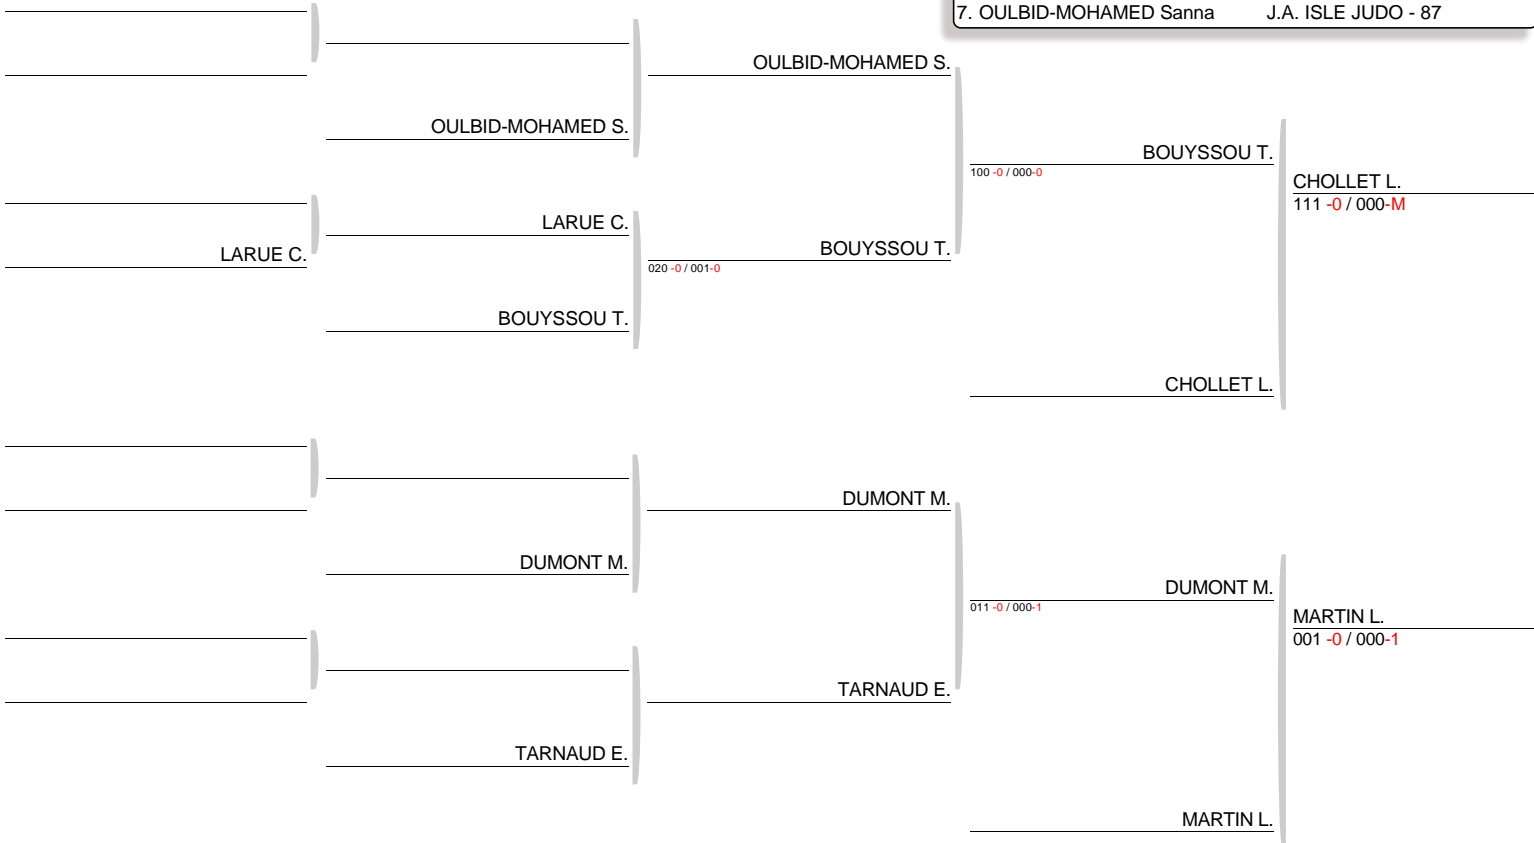 7. OULBID-MOHAMED Sanna J.A. ISLE JUDO - 87
OULBID-MOHAMED S.
OULBID-MOHAMED S.
BOUYSSOU T.
100 -0 / 000-0
CHOLLET L.
111 -0 / 000-M
LARUE C.
LARUE C.
BOUYSSOU T.
020 -0 / 001-0
BOUYSSOU T.
CHOLLET L.
DUMONT M.
DUMONT M.
DUMONT M.
011 -0 / 000-1
MARTIN L.
001 -0 / 000-1
TARNAUD E.
TARNAUD E.
MARTIN L.